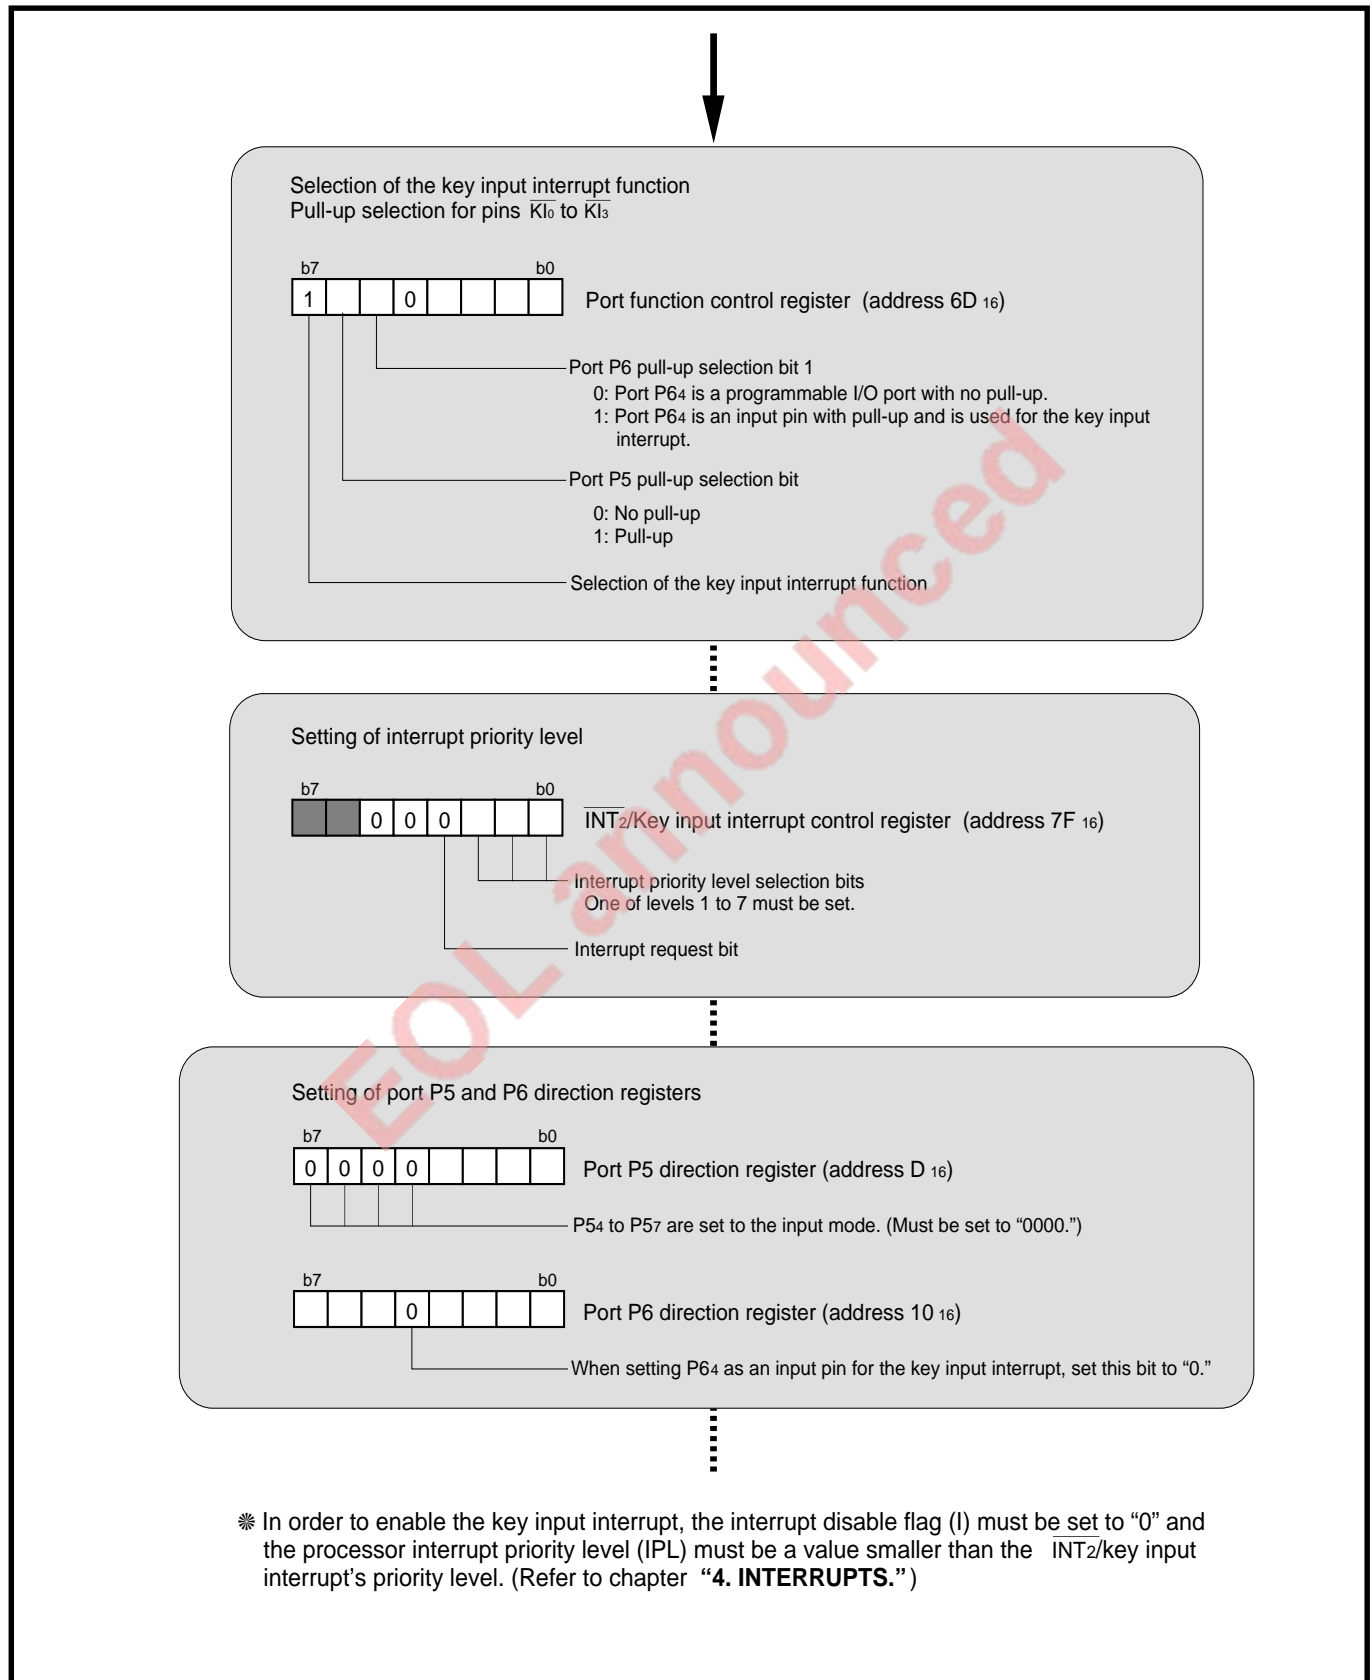 Selection of the key input interrupt function
Pull-up selection for pins KI0 to KI3
b7 b0
1 0 Port function control register (address 6D 16)
Port P6 pull-up selection bit 1
0: Port P64 is a programmable I/O port with no pull-up.
1: Port P64 is an input pin with pull-up and is used for the key input
interrupt.
Port P5 pull-up selection bit
0: No pull-up
1: Pull-up
Selection of the key input interrupt function
Setting of interrupt priority level
b7 b0
0 0 0 INT2/Key input interrupt control register (address 7F 16)
Interrupt priority level selection bits
One of levels 1 to 7 must be set.
Interrupt request bit
Setting of port P5 and P6 direction registers
b7 b0
0 0 0 0 Port P5 direction register (address D 16)
P54 to P57 are set to the input mode. (Must be set to “0000.”)
b7 b0
0 Port P6 direction register (address 10 16)
When setting P64 as an input pin for the key input interrupt, set this bit to “0.”
❈ In order to enable the key input interrupt, the interrupt disable flag (I) must be set to “0” and
the processor interrupt priority level (IPL) must be a value smaller than the INT2/key input
interrupt’s priority level. (Refer to chapter “4. INTERRUPTS.”)
EOL announced